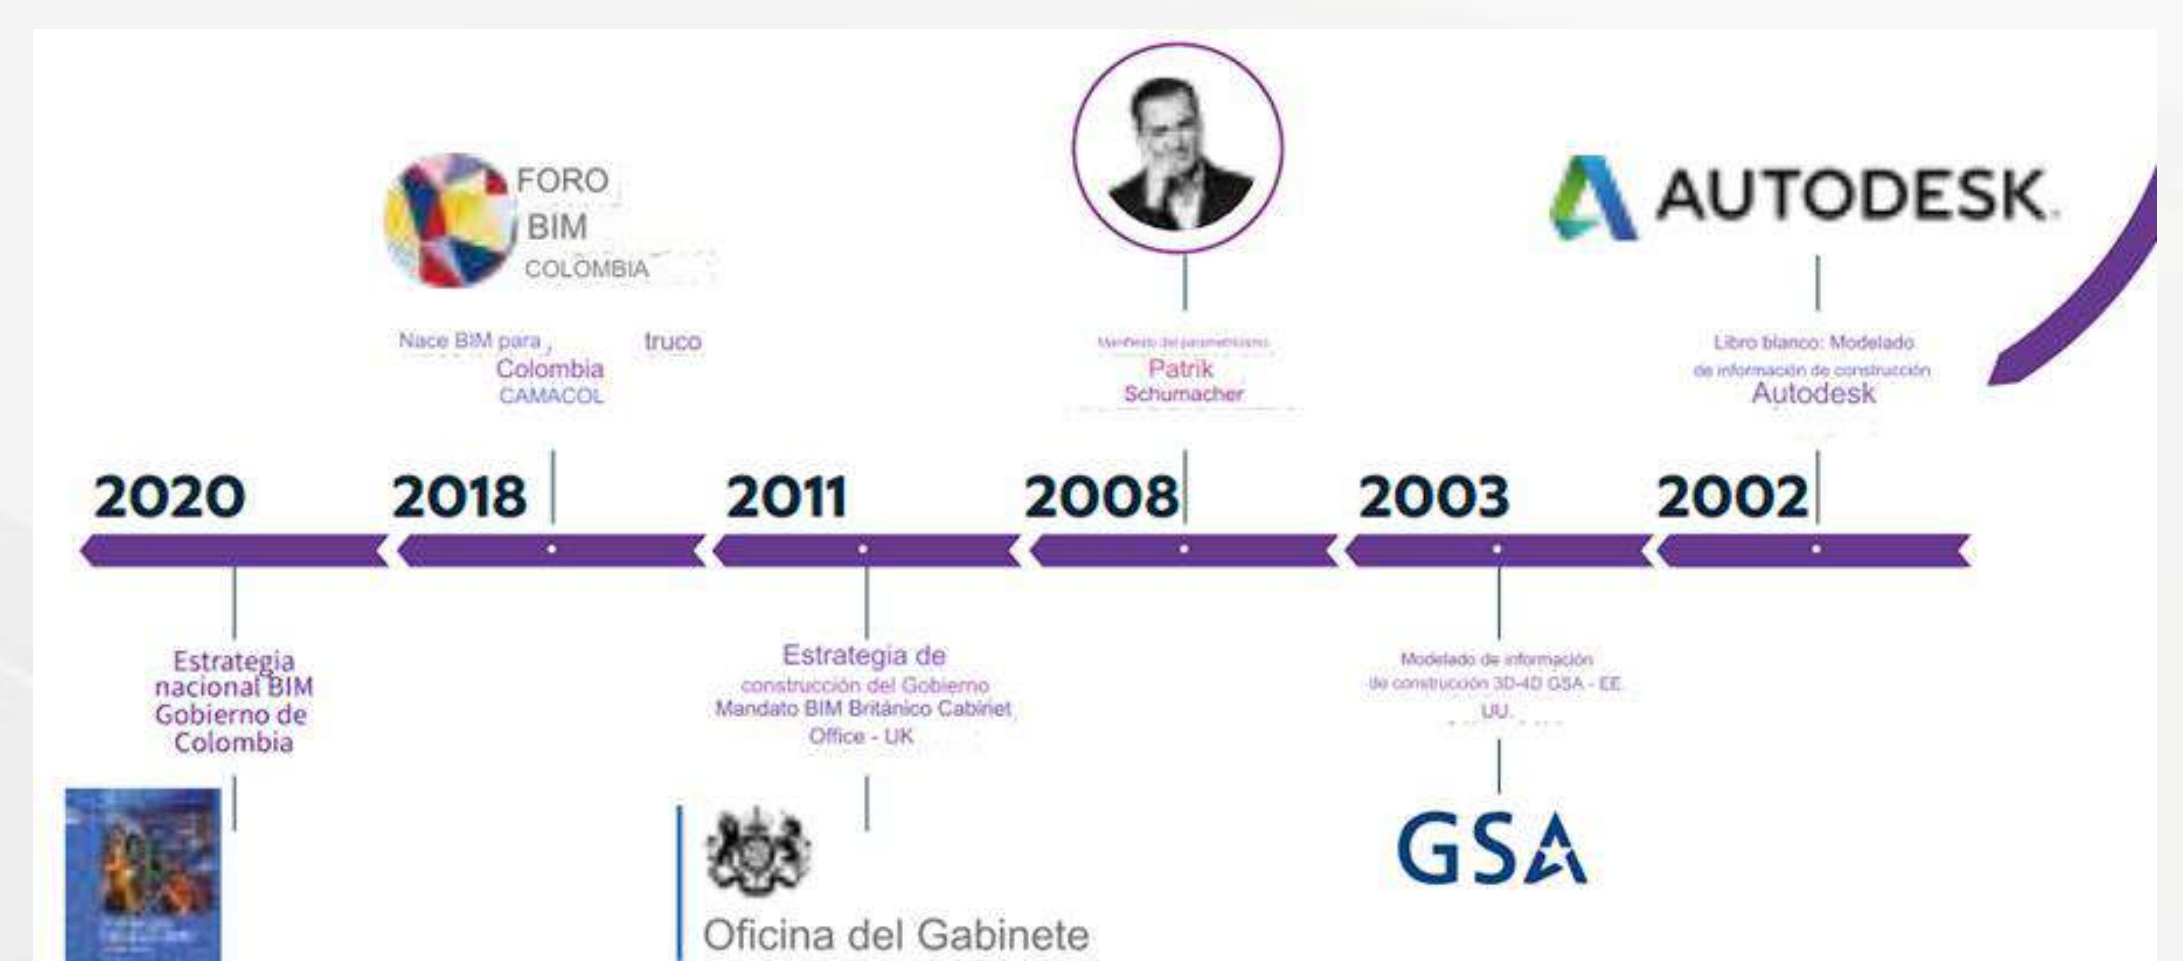 FORO
BIM
COLOMBIA
Nace BIM para truco
Colombia
CAMACOL
Manifiesto del parametricismo
Patrik
Schumacher
AUTODESK
Libro blanco: Modelado
de información de construcción
Autodesk
2020 2018 2011 2008 2003 2002
Estrategia
nacional BIM
Gobierno de
Colombia
Estrategia de
construcción del Gobierno
Mandato BIM Británico Cabinet
Office - UK
Oficina del Gabinete
Modelado de información
de construcción 3D-4D GSA - EE.
UU.
GSA